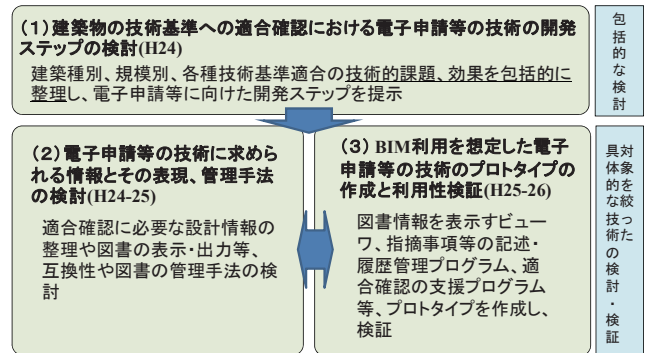 （1）建築物の技術基準への適合確認における電子申請等の技術の開発
ステップの検討(H24)
建築種別、規模別、各種技術基準適合の技術的課題、効果を包括的に
整理し、電子申請等に向けた開発ステップを提示
包括的な検討
（2）電子申請等の技術に求めら
れる情報とその表現、管理手法
の検討(H24-25)
適合確認に必要な設計情報の
整理や図書の表示・出力等、
互換性や図書の管理手法の検
討
（3）BIM利用を想定した電子
申請等の技術のプロトタイプの
作成と利用性検証(H25-26)
図書情報を表示すビュー
ワ、指摘事項等の記述・
履歴管理プログラム、適
合確認の支援プログラム
等、プロトタイプを作成し、
検証
対象を絞った
具体的な技術の検討・検証